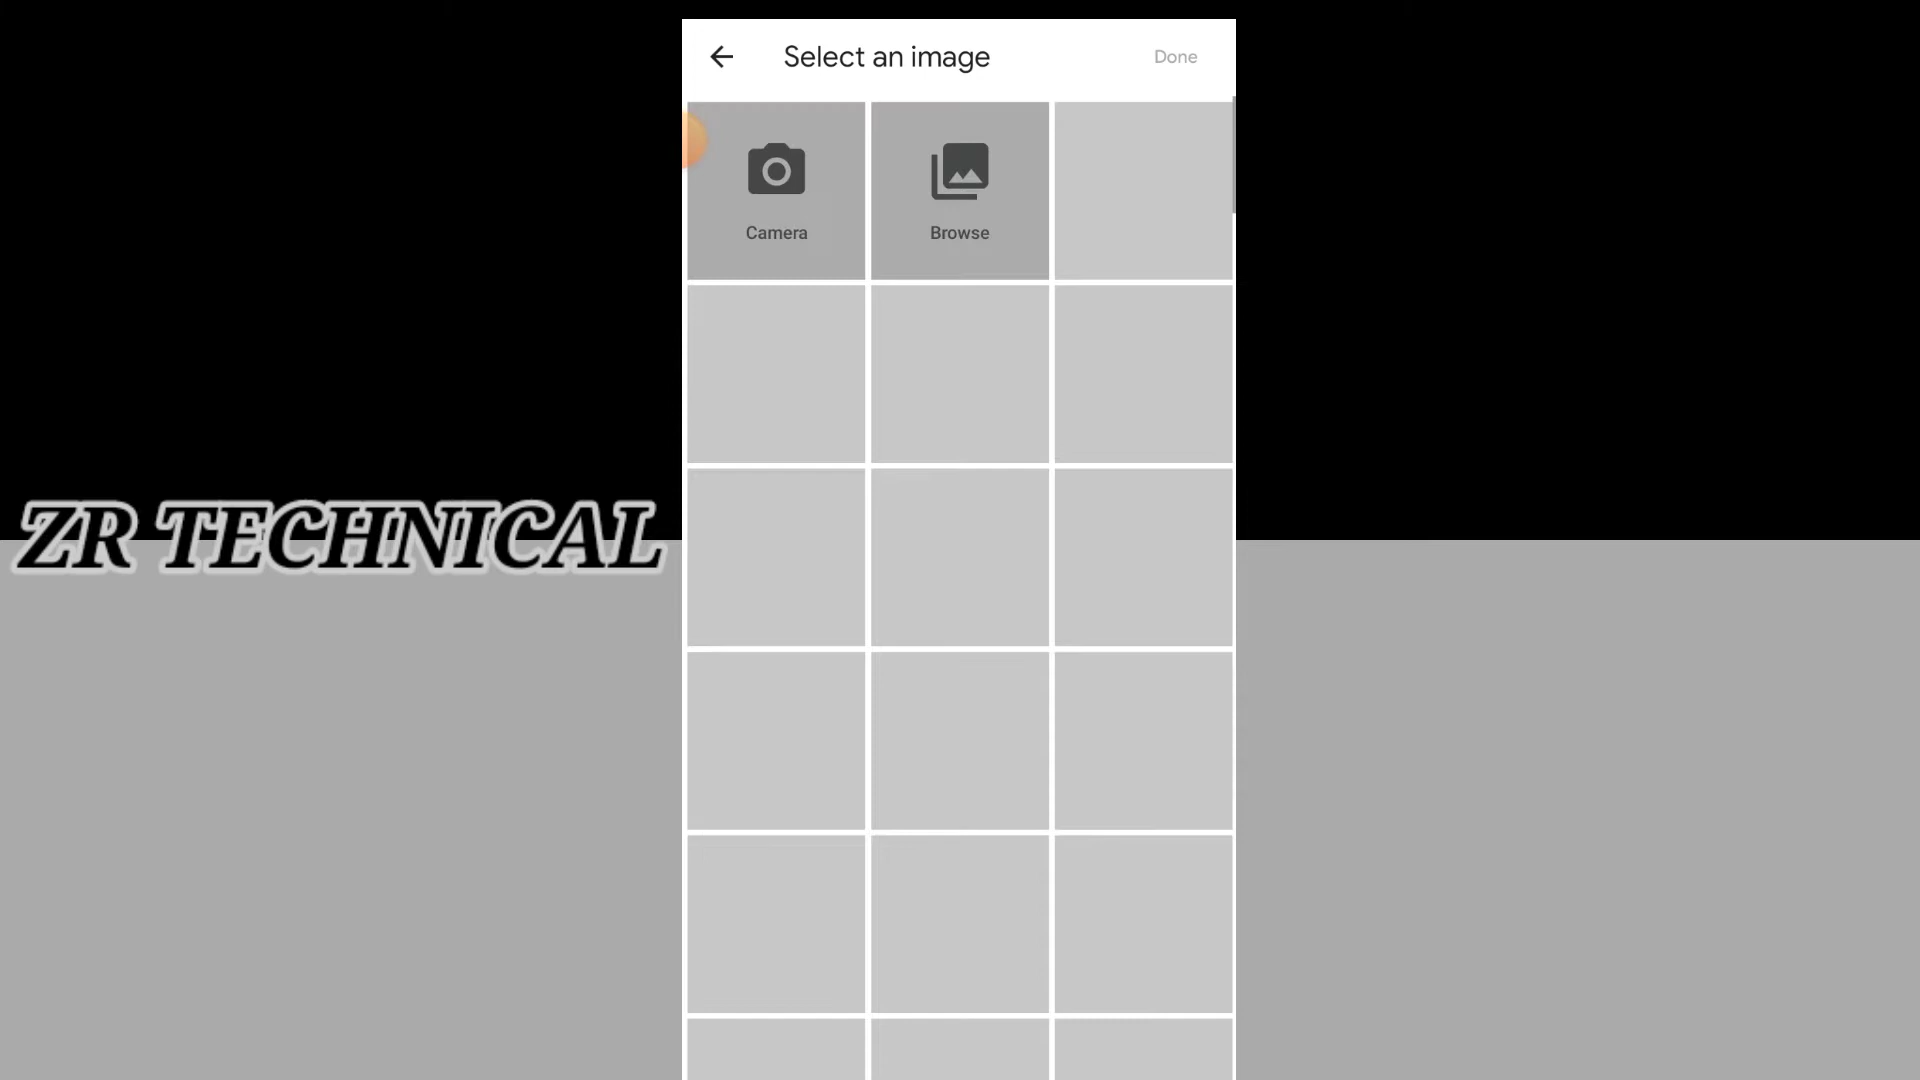 Select an image
Done
Camera
Browse
ZR TECHNICAL